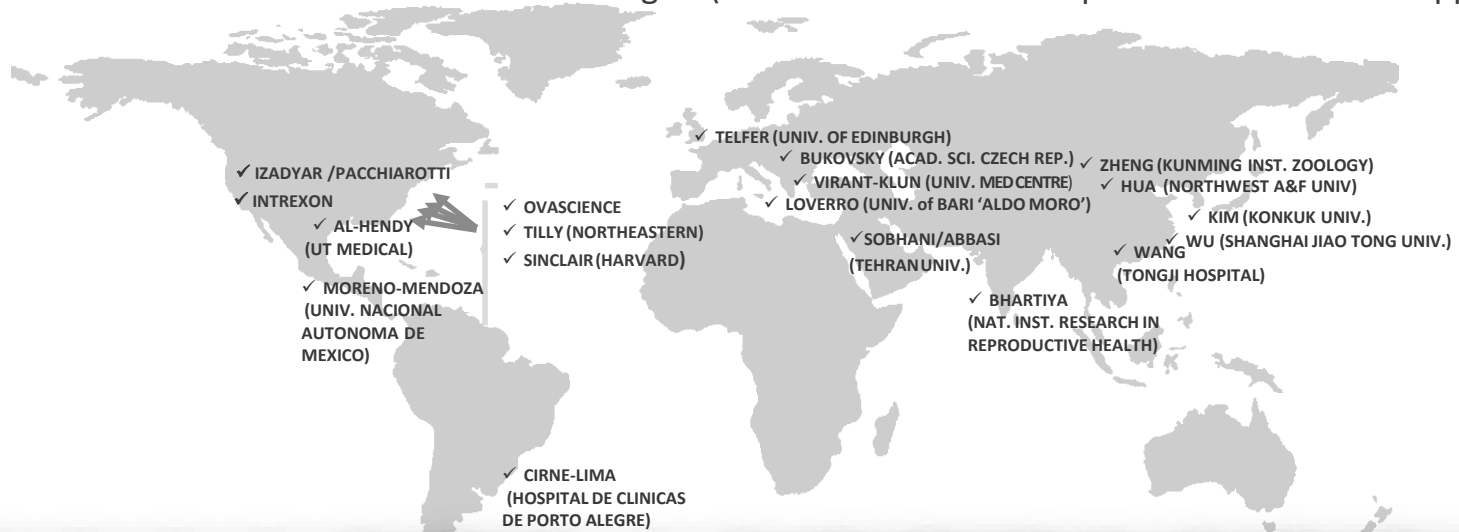 ✓ TELFER (UNIV. OF EDINBURGH)
✓ BUKOVSKY (ACAD. SCI. CZECH REP.)
✓ VIRANT-KLUN (UNIV. MED CENTRE)
✓ LOVERRO (UNIV. of BARI 'ALDO MORO')
✓ ZHENG (KUNMING INST. ZOOLOGY)
✓ HUA (NORTHWEST A&F UNIV)
✓ KIM (KONKUK UNIV.)
✓ WU (SHANGHAI JIAO TONG UNIV.)
✓ WANG
(TONGJI HOSPITAL)
✓ IZADYAR /PACCHIAROTTI
✓ INTREXON
✓ AL-HENDY
(UT MEDICAL)
✓ OVASCIENCE
✓ TILLY (NORTHEASTERN)
✓ SINCLAIR (HARVARD)
✓ SOBHANI/ABBASI
(TEHRAN UNIV.)
✓ MORENO-MENDOZA
(UNIV. NACIONAL
AUTONOMA DE
MEXICO)
✓ BHARTIYA
(NAT. INST. RESEARCH IN
REPRODUCTIVE HEALTH)
✓ CIRNE-LIMA
(HOSPITAL DE CLINICAS
DE PORTO ALEGRE)